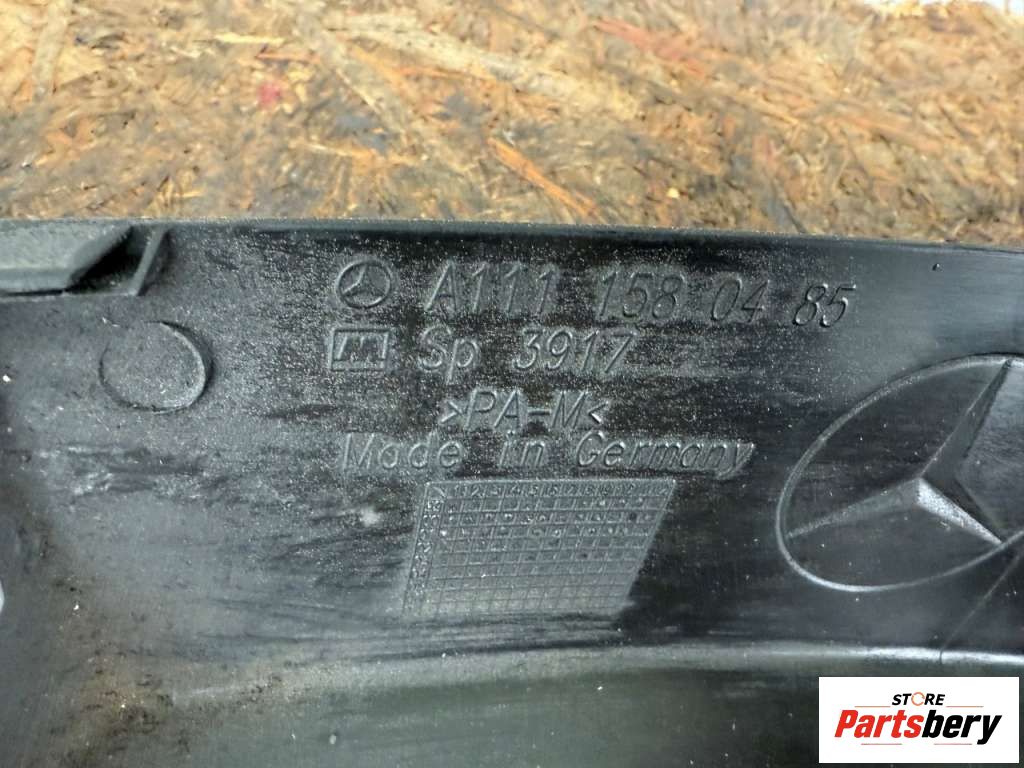 A111 158 04 85
M Sp 3917
>PA-M<
Made in Germany
STORE
Partsbery